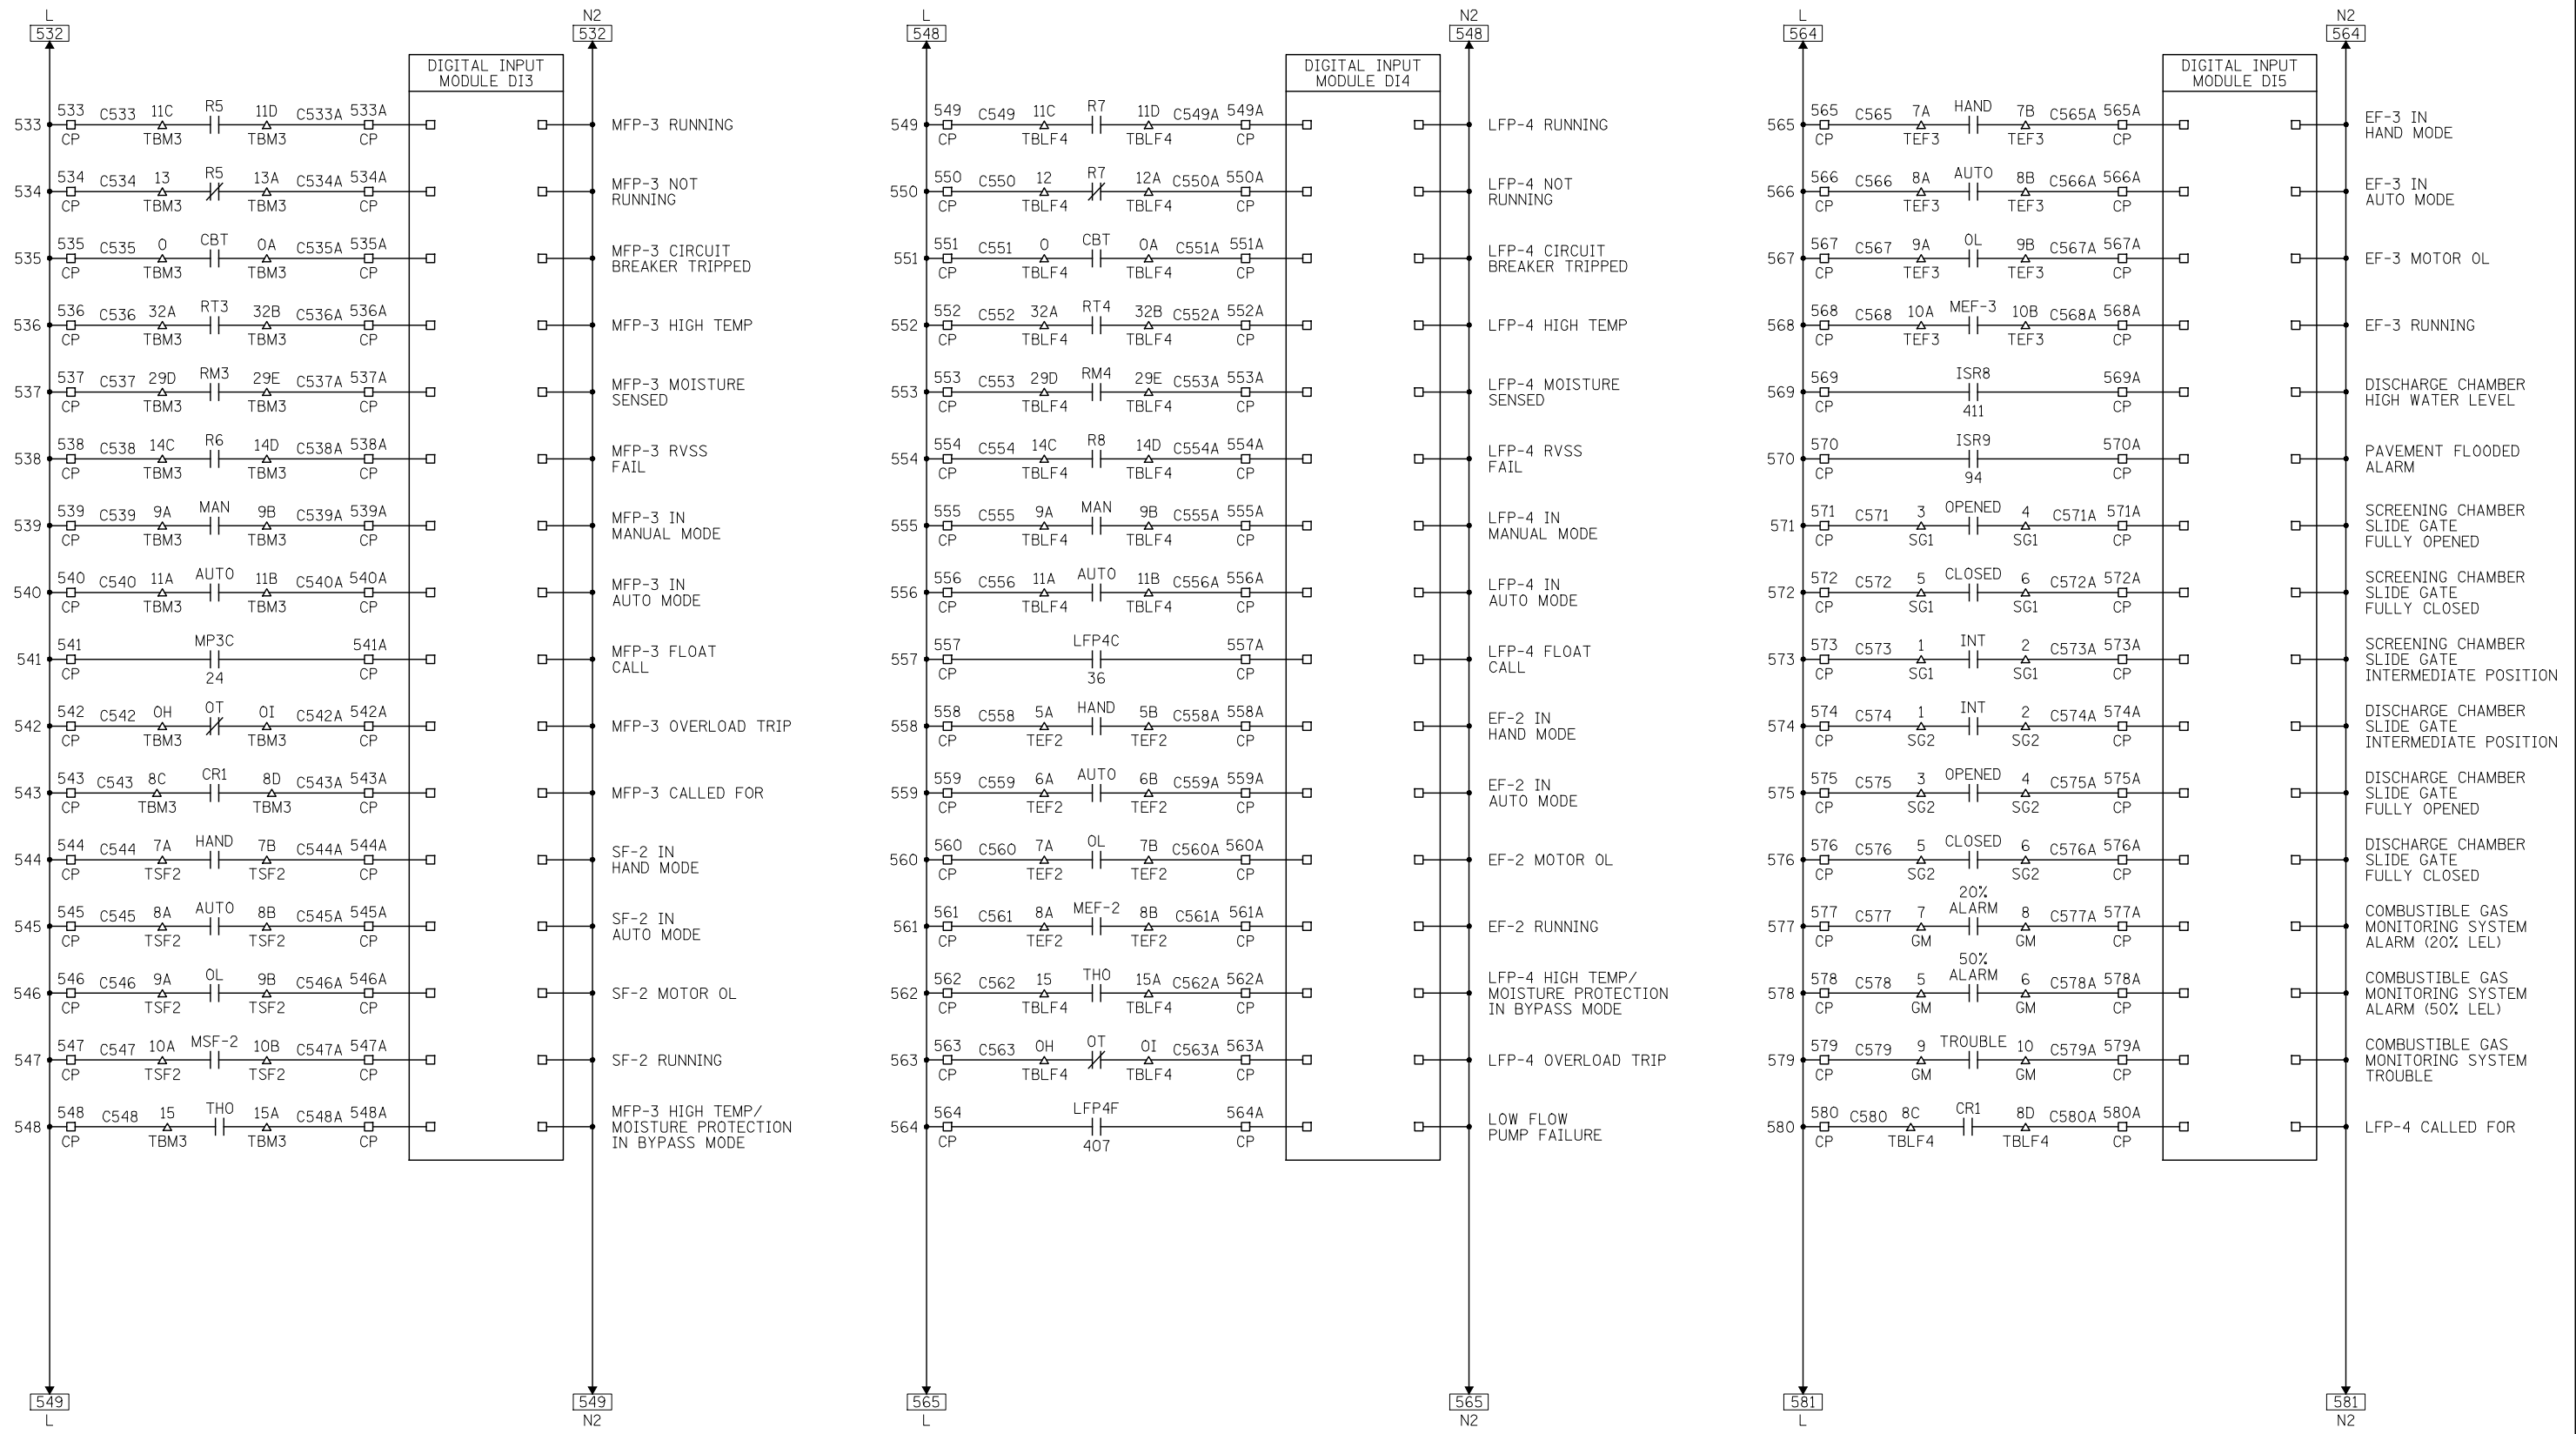 L
532
N2
532
DIGITAL INPUT
MODULE DI3
533 533 C533 11C R5 11D C533A 533A MFP-3 RUNNING
CP TBM3 TBM3 CP
534 534 C534 13 R5 13A C534A 534A MFP-3 NOT
RUNNING
CP TBM3 TBM3 CP
535 535 C535 0 CBT 0A C535A 535A MFP-3 CIRCUIT
BREAKER TRIPPED
CP TBM3 TBM3 CP
536 536 C536 32A RT3 32B C536A 536A MFP-3 HIGH TEMP
CP TBM3 TBM3 CP
537 537 C537 29D RM3 29E C537A 537A MFP-3 MOISTURE
SENSED
CP TBM3 TBM3 CP
538 538 C538 14C R6 14D C538A 538A MFP-3 RVSS
FAIL
CP TBM3 TBM3 CP
539 539 C539 9A MAN 9B C539A 539A MFP-3 IN
MANUAL MODE
CP TBM3 TBM3 CP
540 540 C540 11A AUTO 11B C540A 540A MFP-3 IN
AUTO MODE
CP TBM3 TBM3 CP
541 541 MP3C 541A MFP-3 FLOAT
CALL
CP 24 CP
542 542 C542 OH OT OI C542A 542A MFP-3 OVERLOAD TRIP
CP TBM3 TBM3 CP
543 543 C543 8C CR1 8D C543A 543A MFP-3 CALLED FOR
CP TBM3 TBM3 CP
544 544 C544 7A HAND 7B C544A 544A SF-2 IN
HAND MODE
CP TSF2 TSF2 CP
545 545 C545 8A AUTO 8B C545A 545A SF-2 IN
AUTO MODE
CP TSF2 TSF2 CP
546 546 C546 9A OL 9B C546A 546A SF-2 MOTOR OL
CP TSF2 TSF2 CP
547 547 C547 10A MSF-2 10B C547A 547A SF-2 RUNNING
CP TSF2 TSF2 CP
548 548 C548 15 THO 15A C548A 548A MFP-3 HIGH TEMP/
MOISTURE PROTECTION
IN BYPASS MODE
CP TBM3 TBM3 CP
549
L
549
N2
L
548
N2
548
DIGITAL INPUT
MODULE DI4
549 549 C549 11C R7 11D C549A 549A LFP-4 RUNNING
CP TBLF4 TBLF4 CP
550 550 C550 12 R7 12A C550A 550A LFP-4 NOT
RUNNING
CP TBLF4 TBLF4 CP
551 551 C551 0 CBT 0A C551A 551A LFP-4 CIRCUIT
BREAKER TRIPPED
CP TBLF4 TBLF4 CP
552 552 C552 32A RT4 32B C552A 552A LFP-4 HIGH TEMP
CP TBLF4 TBLF4 CP
553 553 C553 29D RM4 29E C553A 553A LFP-4 MOISTURE
SENSED
CP TBLF4 TBLF4 CP
554 554 C554 14C R8 14D C554A 554A LFP-4 RVSS
FAIL
CP TBLF4 TBLF4 CP
555 555 C555 9A MAN 9B C555A 555A LFP-4 IN
MANUAL MODE
CP TBLF4 TBLF4 CP
556 556 C556 11A AUTO 11B C556A 556A LFP-4 IN
AUTO MODE
CP TBLF4 TBLF4 CP
557 557 LFP4C 557A LFP-4 FLOAT
CALL
CP 36 CP
558 558 C558 5A HAND 5B C558A 558A EF-2 IN
HAND MODE
CP TEF2 TEF2 CP
559 559 C559 6A AUTO 6B C559A 559A EF-2 IN
AUTO MODE
CP TEF2 TEF2 CP
560 560 C560 7A OL 7B C560A 560A EF-2 MOTOR OL
CP TEF2 TEF2 CP
561 561 C561 8A MEF-2 8B C561A 561A EF-2 RUNNING
CP TEF2 TEF2 CP
562 562 C562 15 THO 15A C562A 562A LFP-4 HIGH TEMP/
MOISTURE PROTECTION
IN BYPASS MODE
CP TBLF4 TBLF4 CP
563 563 C563 OH OT OI C563A 563A LFP-4 OVERLOAD TRIP
CP TBLF4 TBLF4 CP
564 564 LFP4F 564A LOW FLOW
PUMP FAILURE
CP 407 CP
565
L
565
N2
L
564
N2
564
DIGITAL INPUT
MODULE DI5
565 565 C565 7A HAND 7B C565A 565A EF-3 IN
HAND MODE
CP TEF3 TEF3 CP
566 566 C566 8A AUTO 8B C566A 566A EF-3 IN
AUTO MODE
CP TEF3 TEF3 CP
567 567 C567 9A OL 9B C567A 567A EF-3 MOTOR OL
CP TEF3 TEF3 CP
568 568 C568 10A MEF-3 10B C568A 568A EF-3 RUNNING
CP TEF3 TEF3 CP
569 569 ISR8 569A DISCHARGE CHAMBER
HIGH WATER LEVEL
CP 411 CP
570 570 ISR9 570A PAVEMENT FLOODED
ALARM
CP 94 CP
571 571 C571 3 OPENED 4 C571A 571A SCREENING CHAMBER
SLIDE GATE
FULLY OPENED
CP SG1 SG1 CP
572 572 C572 5 CLOSED 6 C572A 572A SCREENING CHAMBER
SLIDE GATE
FULLY CLOSED
CP SG1 SG1 CP
573 573 C573 1 INT 2 C573A 573A SCREENING CHAMBER
SLIDE GATE
INTERMEDIATE POSITION
CP SG1 SG1 CP
574 574 C574 1 INT 2 C574A 574A DISCHARGE CHAMBER
SLIDE GATE
INTERMEDIATE POSITION
CP SG2 SG2 CP
575 575 C575 3 OPENED 4 C575A 575A DISCHARGE CHAMBER
SLIDE GATE
FULLY OPENED
CP SG2 SG2 CP
576 576 C576 5 CLOSED 6 C576A 576A DISCHARGE CHAMBER
SLIDE GATE
FULLY CLOSED
CP SG2 SG2 CP
20%
577 577 C577 7 ALARM 8 C577A 577A COMBUSTIBLE GAS
MONITORING SYSTEM
ALARM (20% LEL)
CP GM GM CP
50%
578 578 C578 5 ALARM 6 C578A 578A COMBUSTIBLE GAS
MONITORING SYSTEM
ALARM (50% LEL)
CP GM GM CP
579 579 C579 9 TROUBLE 10 C579A 579A COMBUSTIBLE GAS
MONITORING SYSTEM
TROUBLE
CP GM GM CP
580 580 C580 8C CR1 8D C580A 580A LFP-4 CALLED FOR
CP TBLF4 TBLF4 CP
581
L
581
N2